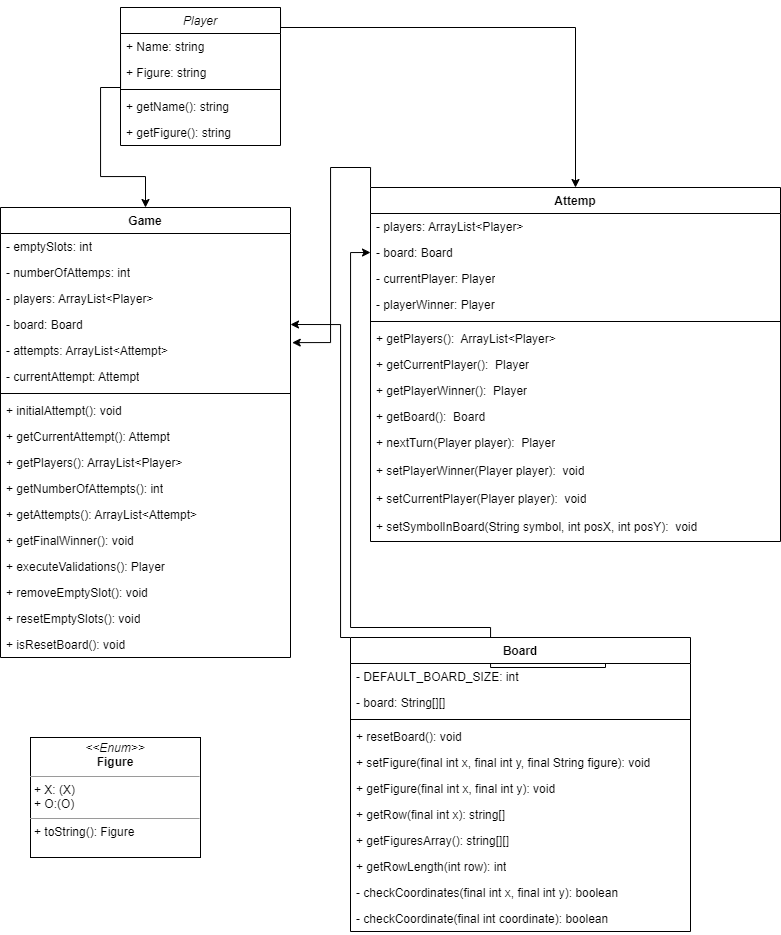 Player
+ Name: string
+ Figure: string
+ getName(): string
+ getFigure(): string
Game
- emptySlots: int
- numberOfAttemps: int
- players: ArrayList<Player>
- board: Board
- attempts: ArrayList<Attempt>
- currentAttempt: Attempt
+ initialAttempt(): void
+ getCurrentAttempt(): Attempt
+ getPlayers(): ArrayList<Player>
+ getNumberOfAttempts(): int
+ getAttempts(): ArrayList<Attempt>
+ getFinalWinner(): void
+ executeValidations(): Player
+ removeEmptySlot(): void
+ resetEmptySlots(): void
+ isResetBoard(): void
Attemp
- players: ArrayList<Player>
- board: Board
- currentPlayer: Player
- playerWinner: Player
+ getPlayers():  ArrayList<Player>
+ getCurrentPlayer():  Player
+ getPlayerWinner():  Player
+ getBoard():  Board
+ nextTurn(Player player):  Player
+ setPlayerWinner(Player player):  void
+ setCurrentPlayer(Player player):  void
+ setSymbolInBoard(String symbol, int posX, int posY):  void
Board
- DEFAULT_BOARD_SIZE: int
- board: String[][]
+ resetBoard(): void
+ setFigure(final int x, final int y, final String figure): void
+ getFigure(final int x, final int y): void
+ getRow(final int x): string[]
+ getFiguresArray(): string[][]
+ getRowLength(int row): int
- checkCoordinates(final int x, final int y): boolean
- checkCoordinate(final int coordinate): boolean
<<Enum>>
Figure
+ X: (X)
+ O:(O)
+ toString(): Figure